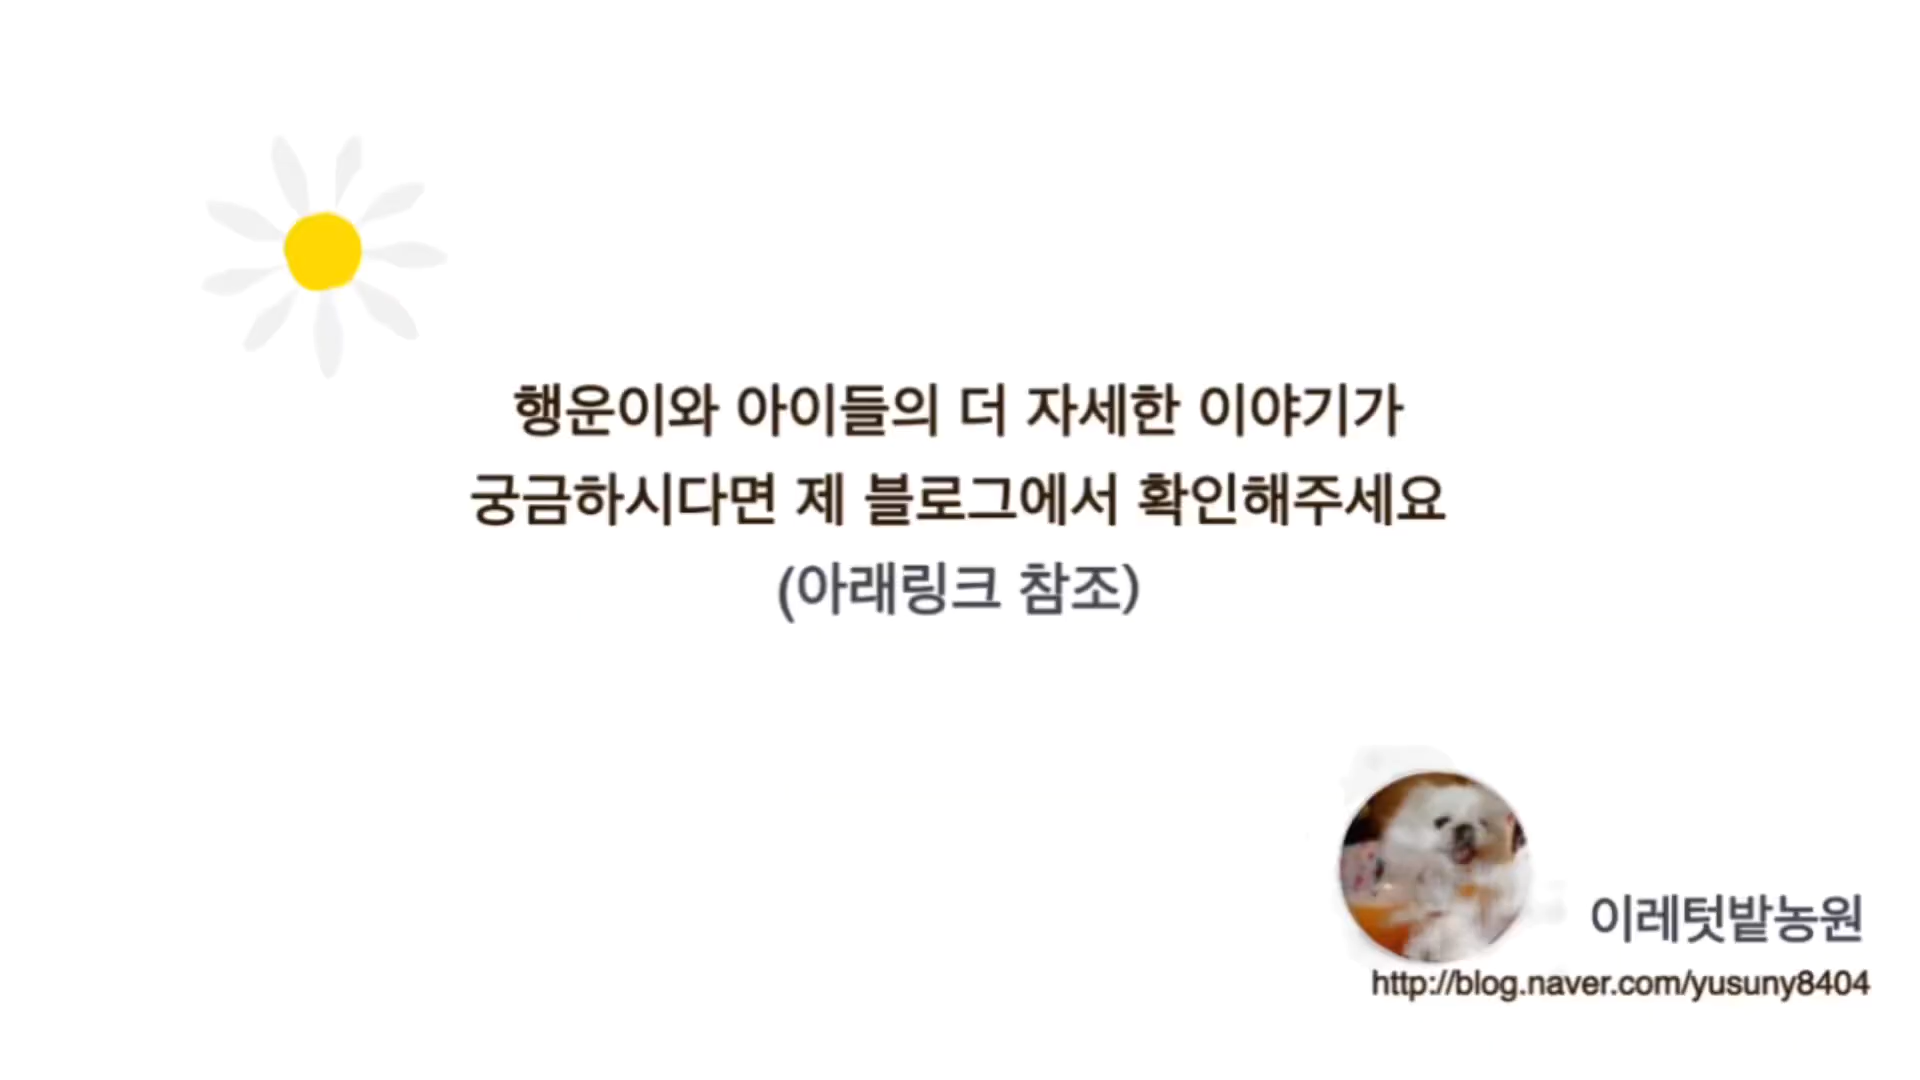 행운이와 아이들의 더 자세한 이야기가
궁금하시다면 제 블로그에서 확인해주세요
(아래링크 참조)
이레텃밭농원
http://blog.naver.com/yusuny8404